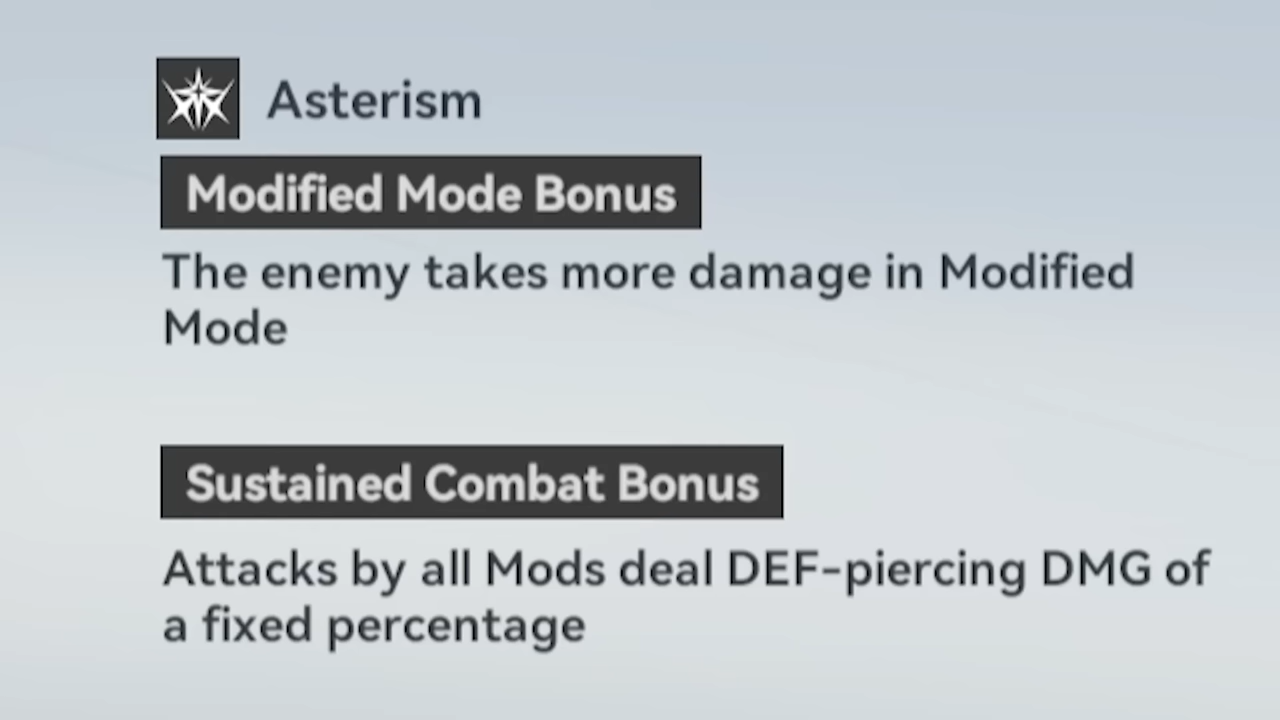 Asterism
Modified Mode Bonus
The enemy takes more damage in Modified
Mode
Sustained Combat Bonus
Attacks by all Mods deal DEF-piercing DMG of
a fixed percentage